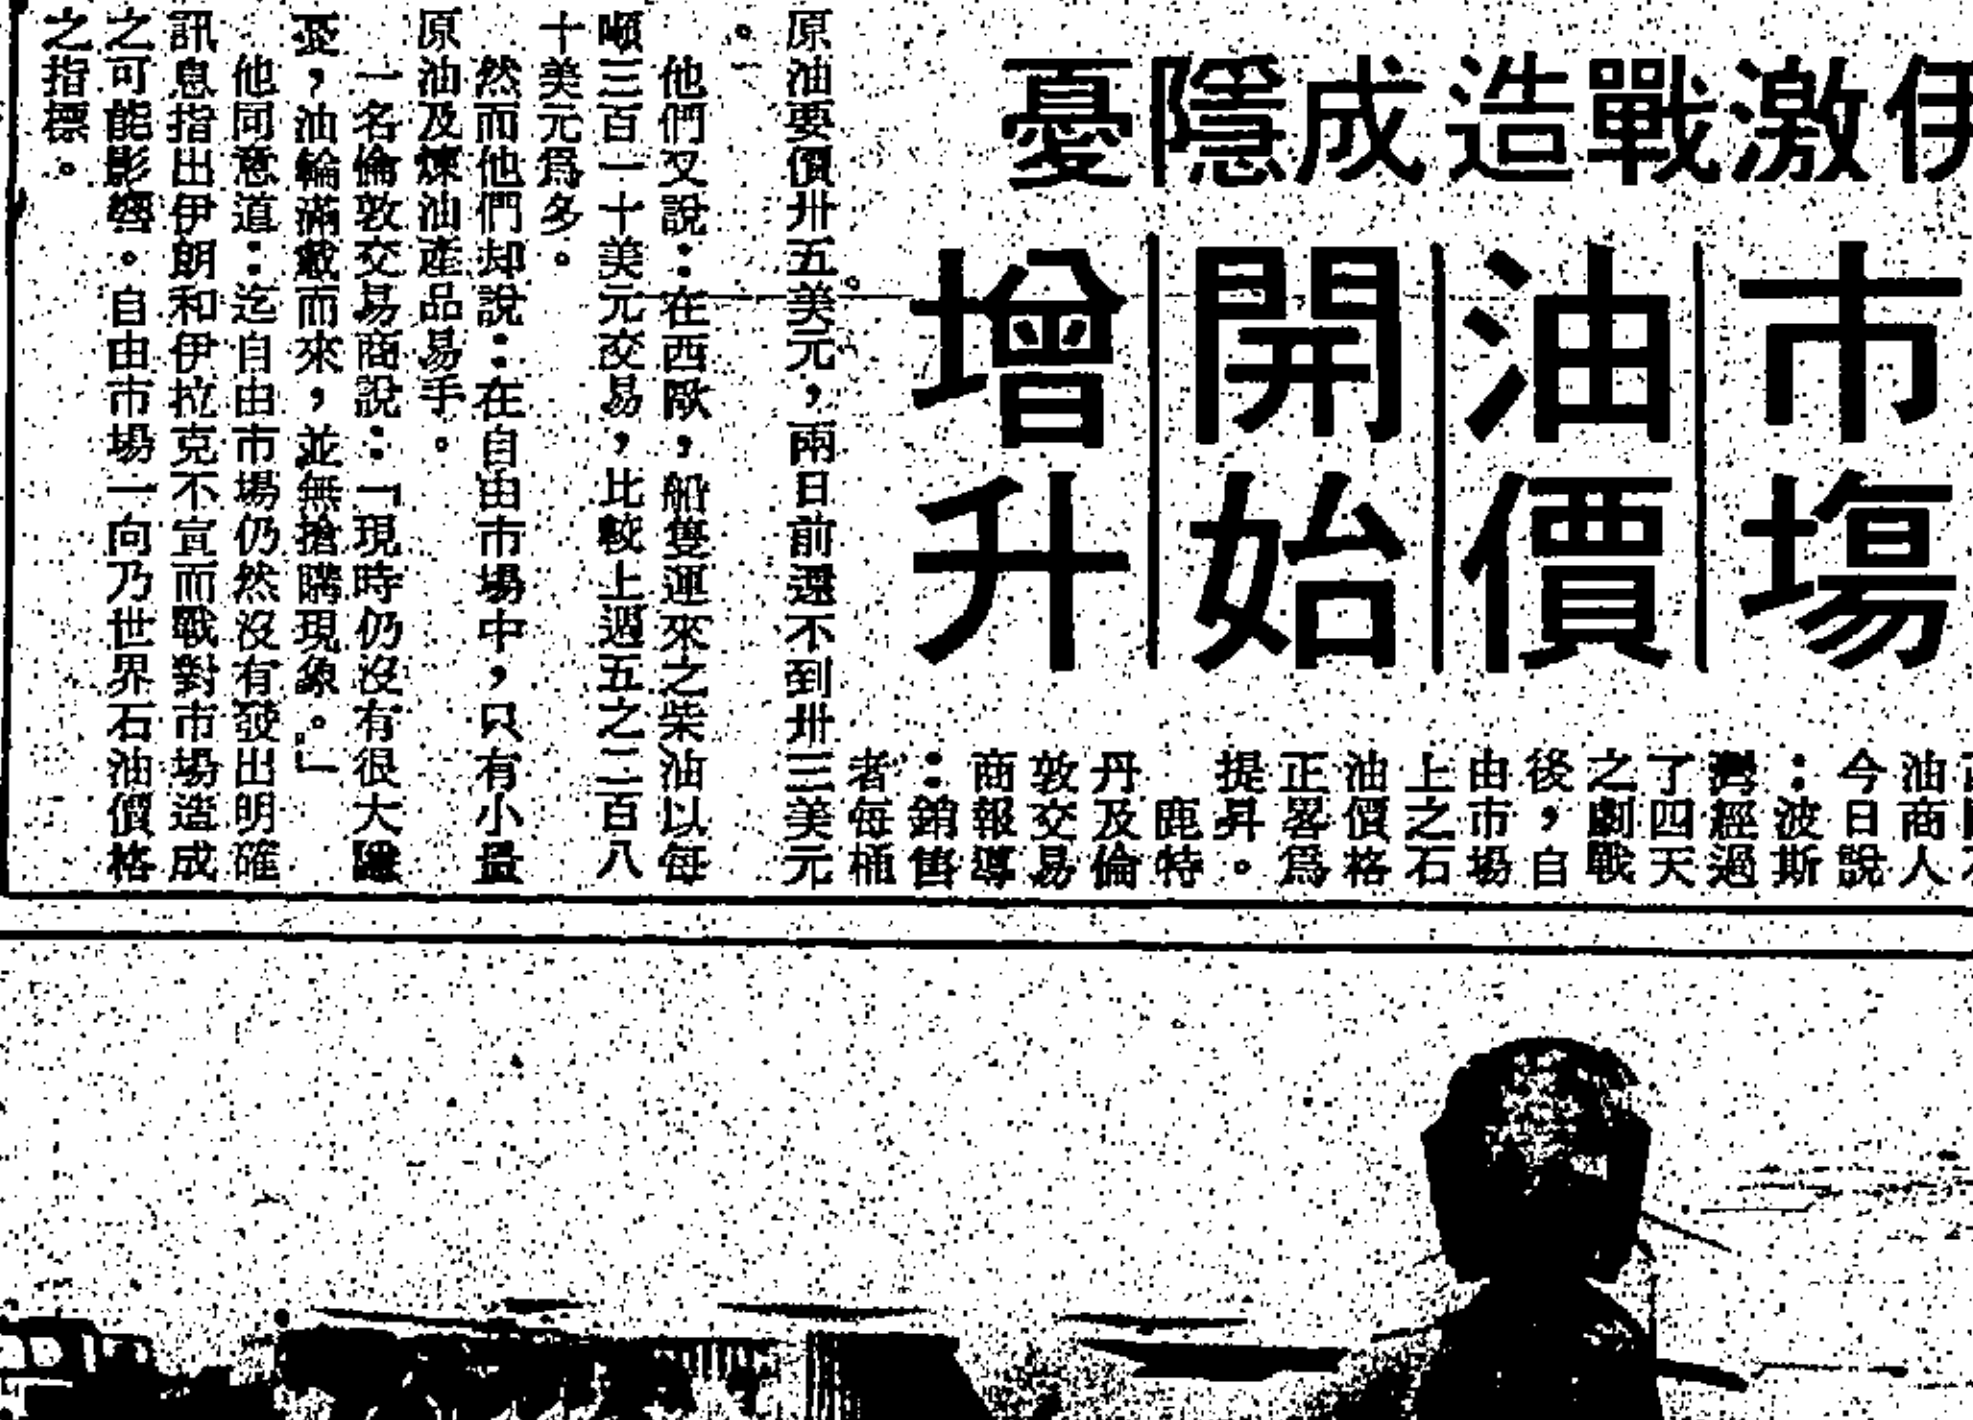 激戰造成隱憂
市場
油價
開始
增升
油商人
今日說
：波斯
灣經過
了四天
之劇戰
後，自
由市場
上之石
油價格
正畧爲
提昇。
鹿特
丹及倫
敦交易
商報導
：銷售
者每桶
原油要價卅五美元，兩日前還不到卅三美元
。
他們又說：在西歐，船隻運來之柴油以每
噸三百一十美元交易，比較上週五之二百八
十美元爲多。
然而他們却說：在自由市場中，只有小量
原油及煉油產品易手。
一名倫敦交易商說：「現時仍沒有很大隱
憂，油輪滿載而來，並無搶購現象。」
他同意道：迄自由市場仍然沒有發出明確
訊息指出伊朗和伊拉克不宣而戰對市場造成
之可能影響。自由市場一向乃世界石油價格
之指標。